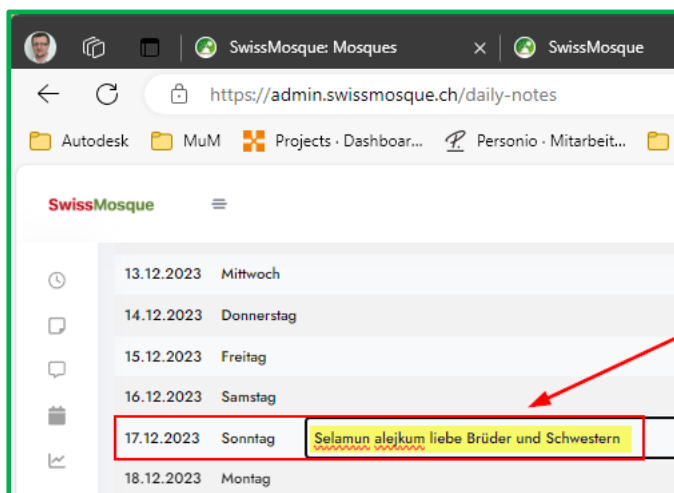 SwissMosque: Mosques
SwissMosque
https://admin.swissmosque.ch/daily-notes
Autodesk MuM Projects · Dashboar... Personio · Mitarbeit...
SwissMosque
13.12.2023 Mittwoch
14.12.2023 Donnerstag
15.12.2023 Freitag
16.12.2023 Samstag
17.12.2023 Sonntag Selamun alejkum liebe Brüder und Schwestern
18.12.2023 Montag